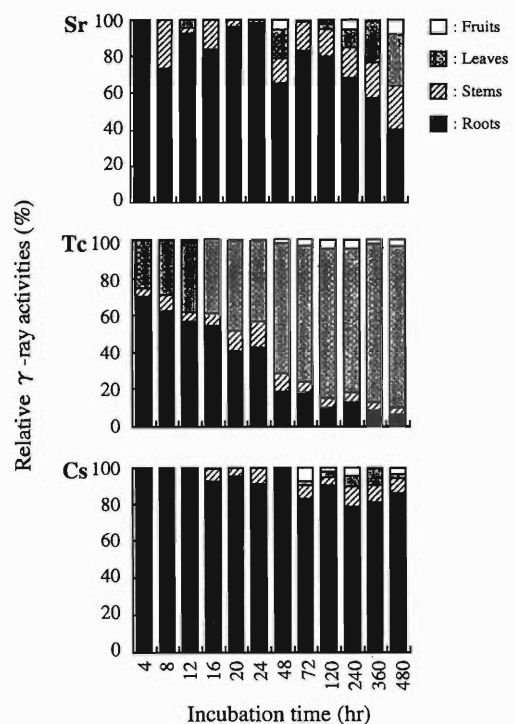 Sr
100
80
60
40
20
0
: Fruits
: Leaves
: Stems
: Roots
Relative γ -ray activities (%)
Tc
100
80
60
40
20
0
Cs
100
80
60
40
20
0
4 8 12 16 20 24 48 72 120 240 360 480
Incubation time (hr)